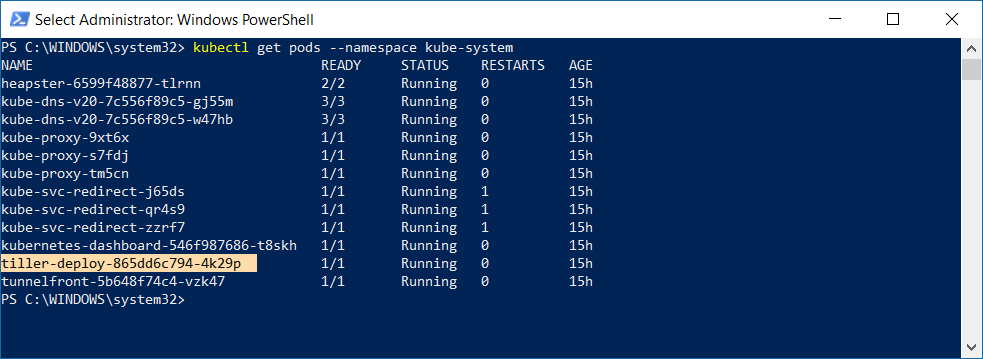 Select Administrator: Windows PowerShell
PS C:\WINDOWS\system32> kubectl get pods --namespace kube-system
NAME                                    READY     STATUS    RESTARTS   AGE
heapster-6599f48877-tlrnn               2/2       Running   0          15h
kube-dns-v20-7c556f89c5-gj55m           3/3       Running   0          15h
kube-dns-v20-7c556f89c5-w47hb           3/3       Running   0          15h
kube-proxy-9xt6x                        1/1       Running   0          15h
kube-proxy-s7fdj                        1/1       Running   0          15h
kube-proxy-tm5cn                        1/1       Running   0          15h
kube-svc-redirect-j65ds                 1/1       Running   1          15h
kube-svc-redirect-qr4s9                 1/1       Running   1          15h
kube-svc-redirect-zzrf7                 1/1       Running   1          15h
kubernetes-dashboard-546f987686-t8skh   1/1       Running   0          15h
tiller-deploy-865dd6c794-4k29p          1/1       Running   0          15h
tunnelfront-5b648f74c4-vzk47            1/1       Running   0          15h
PS C:\WINDOWS\system32>